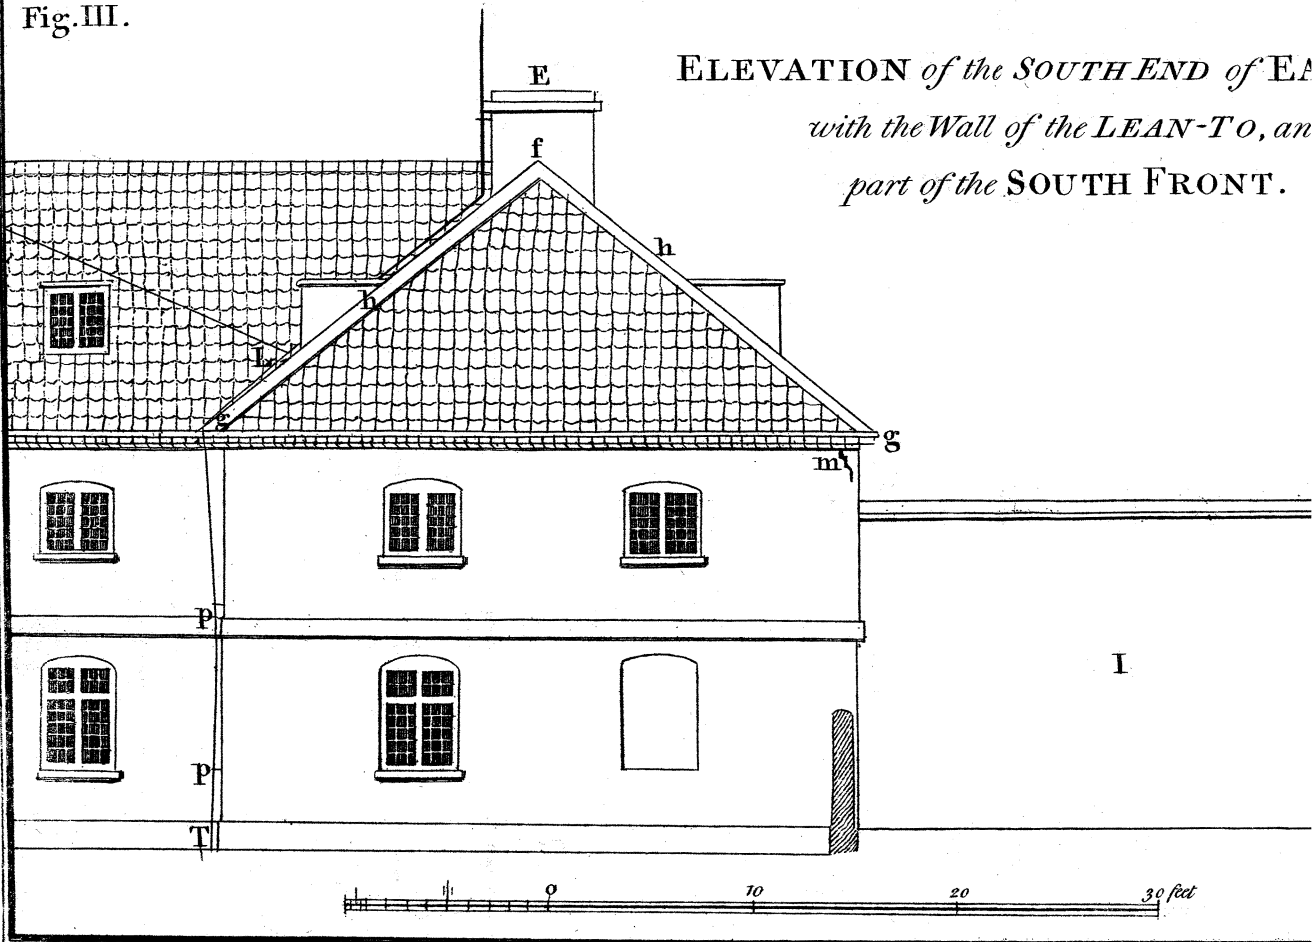 Fig.III.
ELEVATION of the SOUTH END of EA
with the Wall of the LEAN-TO, an
part of the SOUTH FRONT.
E
f
h
h
L
g
g
m
p
I
p
T
0 10 20 30 feet